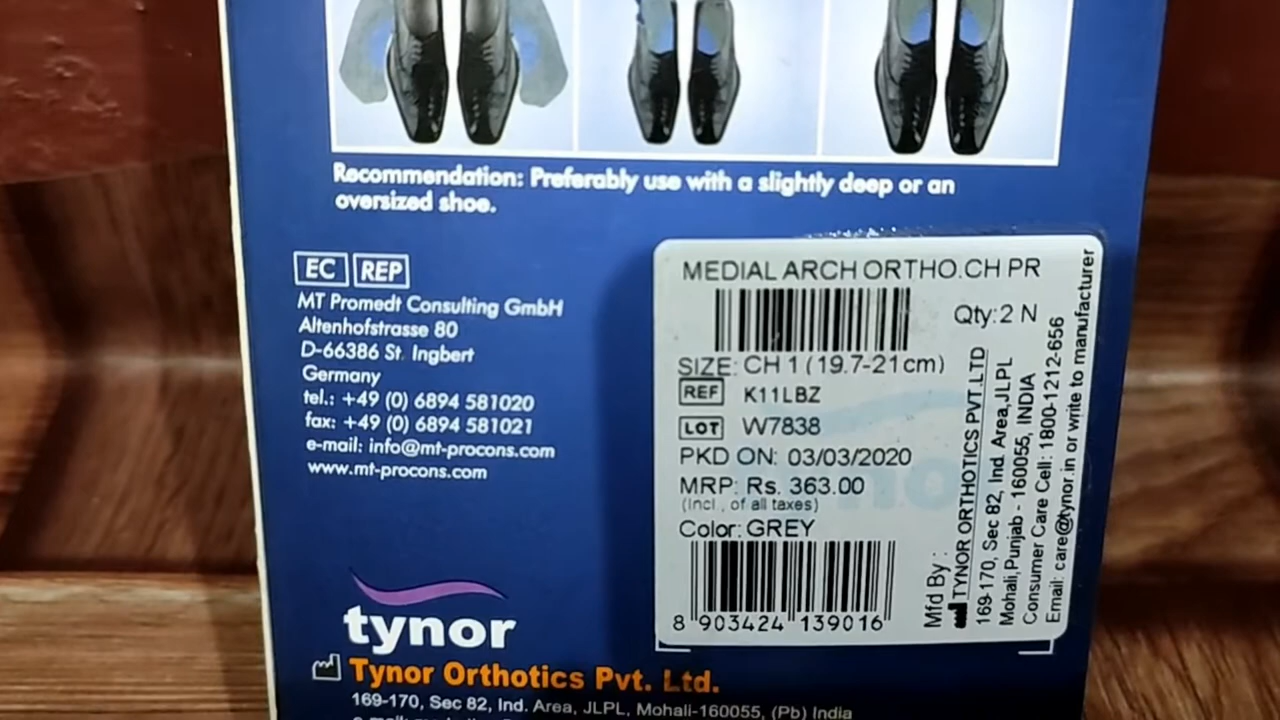 Recommendation: Preferably use with a slightly deep or an
oversized shoe.
EC REP
MT Promedt Consulting GmbH
Altenhofstrasse 80
D-66386 St. Ingbert
Germany
tel.: +49 (0) 6894 581020
fax: +49 (0) 6894 581021
e-mail: info@mt-procons.com
www.mt-procons.com
tynor
Tynor Orthotics Pvt. Ltd.
169-170, Sec 82, Ind. Area, JLPL, Mohali-160055, (Pb) India
MEDIAL ARCH ORTHO.CH PR
Qty:2 N
SIZE: CH 1 (19.7-21cm)
REF K11LBZ
LOT W7838
PKD ON: 03/03/2020
MRP: Rs. 363.00
(Incl , of all taxes)
Color: GREY
8 903424 139016
Mfd By :
TYNOR ORTHOTICS PVT.LTD
169-170, Sec 82, Ind. Area,JLPL
Mohali,Punjab - 160055, INDIA
Consumer Care Cell: 1800-1212-656
Email: care@tynor.in or write to manufacturer